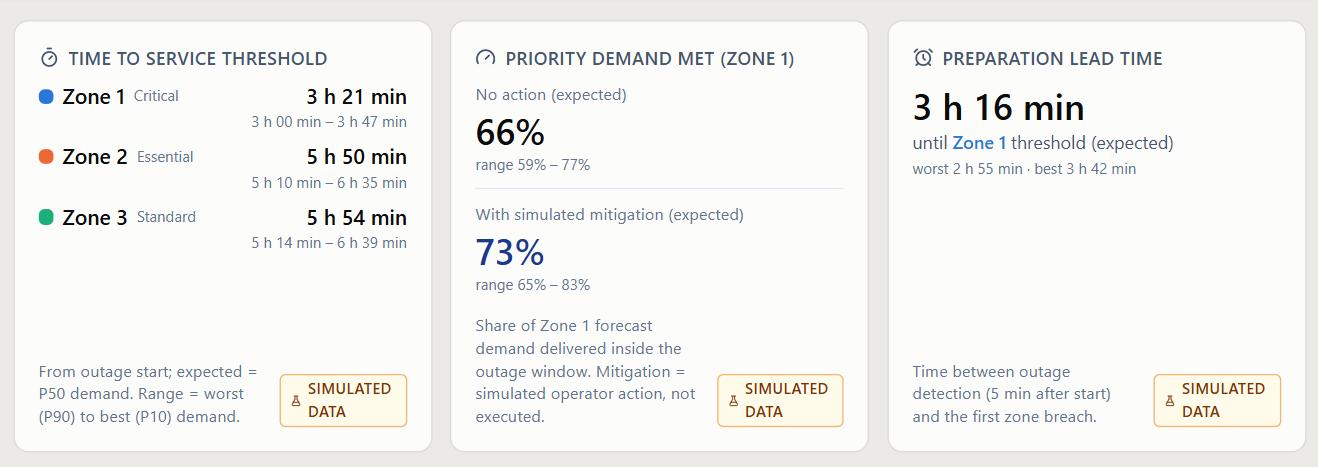 TIME TO SERVICE THRESHOLD
Zone 1 Critical 3 h 21 min
3 h 00 min – 3 h 47 min
Zone 2 Essential 5 h 50 min
5 h 10 min – 6 h 35 min
Zone 3 Standard 5 h 54 min
5 h 14 min – 6 h 39 min
From outage start; expected =
P50 demand. Range = worst
(P90) to best (P10) demand.
SIMULATED
DATA
PRIORITY DEMAND MET (ZONE 1)
No action (expected)
66%
range 59% – 77%
With simulated mitigation (expected)
73%
range 65% – 83%
Share of Zone 1 forecast
demand delivered inside the
outage window. Mitigation =
simulated operator action, not
executed.
SIMULATED
DATA
PREPARATION LEAD TIME
3 h 16 min
until Zone 1 threshold (expected)
worst 2 h 55 min · best 3 h 42 min
Time between outage
detection (5 min after start)
and the first zone breach.
SIMULATED
DATA